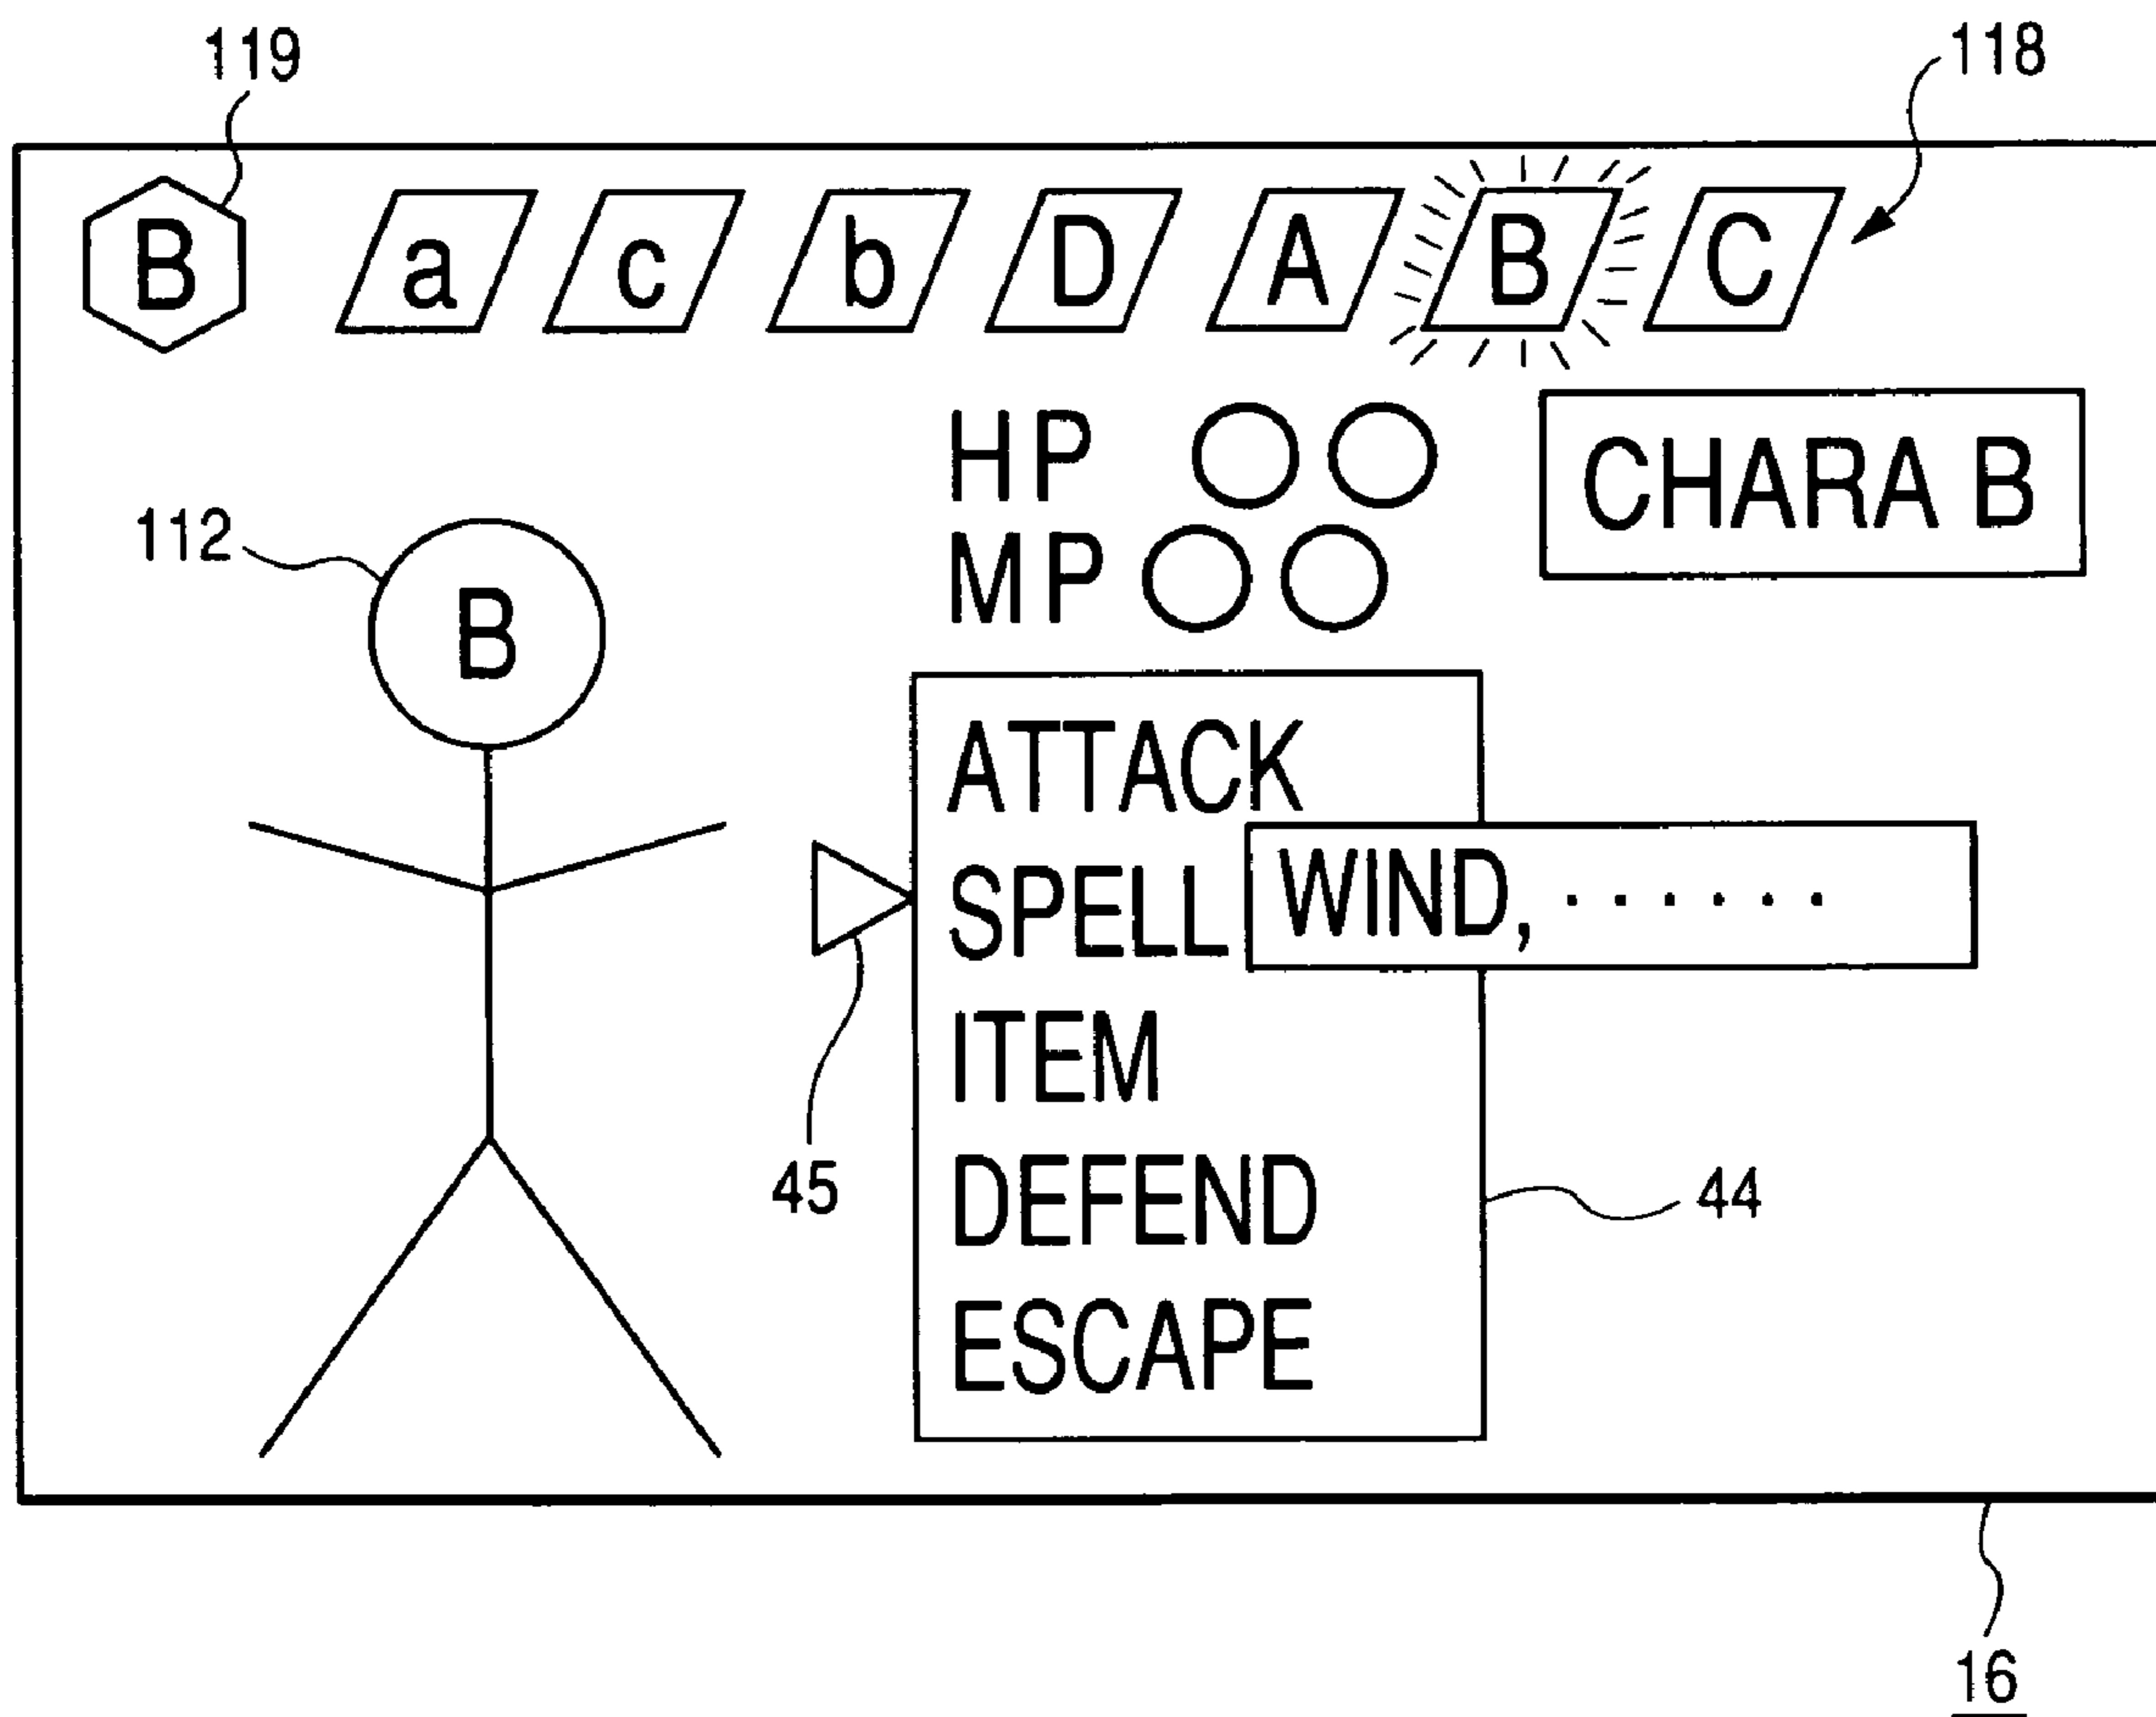 119
118
B a c b D A B C
HP ○○
CHARA B
MP ○○
112
B
ATTACK
SPELL WIND, ······
ITEM
DEFEND
ESCAPE
45
44
16